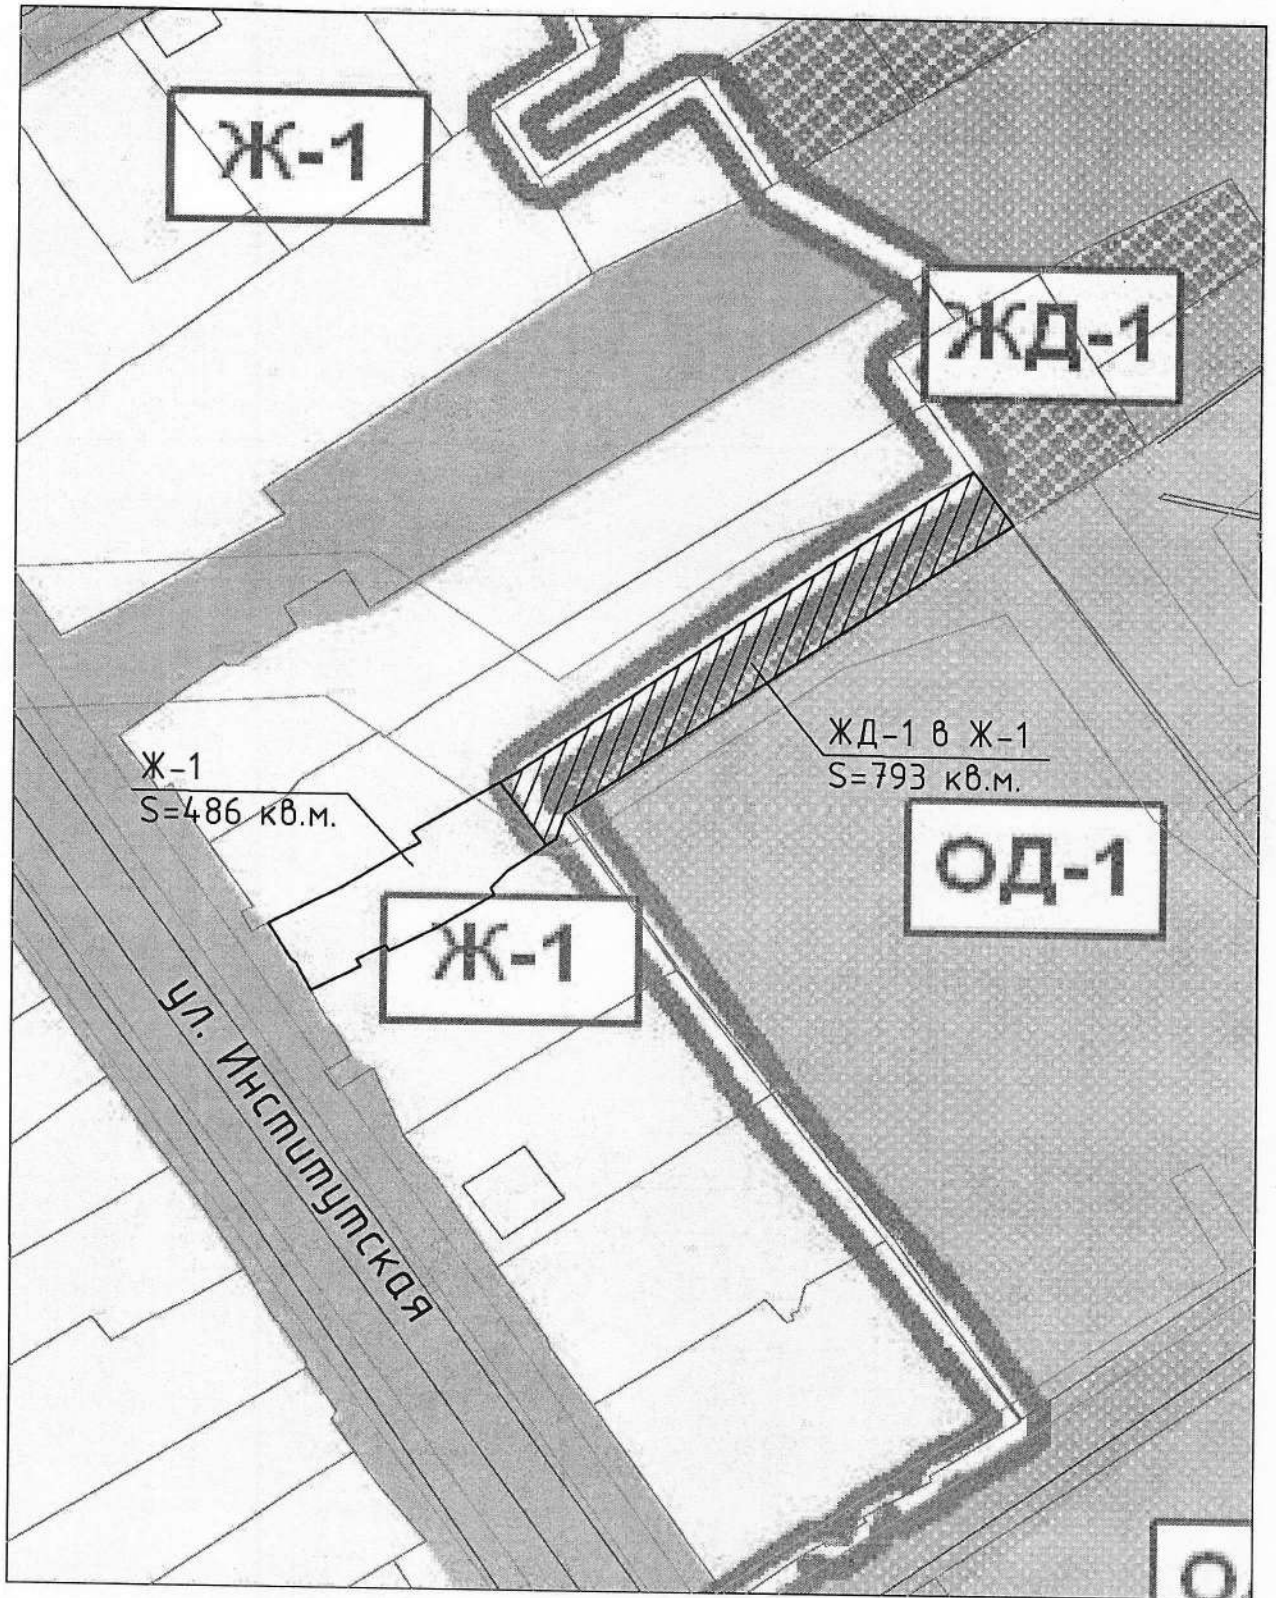 Ж-1
ЖД-1
ЖД-1 в Ж-1
S=793 кв.м.
Ж-1
S=486 кв.м.
ОД-1
Ж-1
ул. Институтская
О